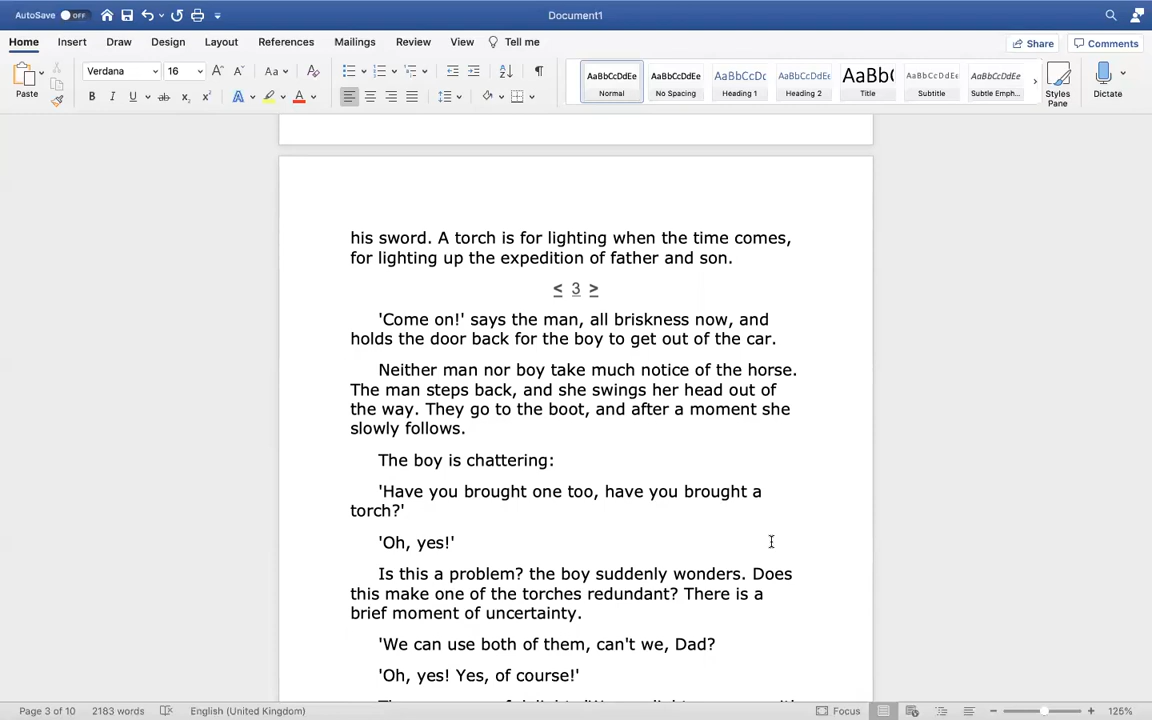 AutoSave OFF
Document1
Home Insert Draw Design Layout References Mailings Review View Tell me
Share Comments
Paste
Verdana 16
Aa
B I U ab x₂ x²
A A
AaBbCcDdEe
Normal
AaBbCcDdEe
No Spacing
AaBbCcDc
Heading 1
AaBbCcDdEe
Heading 2
AaBb(
Title
AaBbCcDdEe
Subtitle
AaBbCcDdEe
Subtle Emph...
Styles
Pane
Dictate
his sword. A torch is for lighting when the time comes,
for lighting up the expedition of father and son.
< 3 >
'Come on!' says the man, all briskness now, and
holds the door back for the boy to get out of the car.
Neither man nor boy take much notice of the horse.
The man steps back, and she swings her head out of
the way. They go to the boot, and after a moment she
slowly follows.
The boy is chattering:
'Have you brought one too, have you brought a
torch?'
'Oh, yes!'
Is this a problem? the boy suddenly wonders. Does
this make one of the torches redundant? There is a
brief moment of uncertainty.
'We can use both of them, can't we, Dad?
'Oh, yes! Yes, of course!'
Page 3 of 10 2183 words English (United Kingdom) Focus 125%